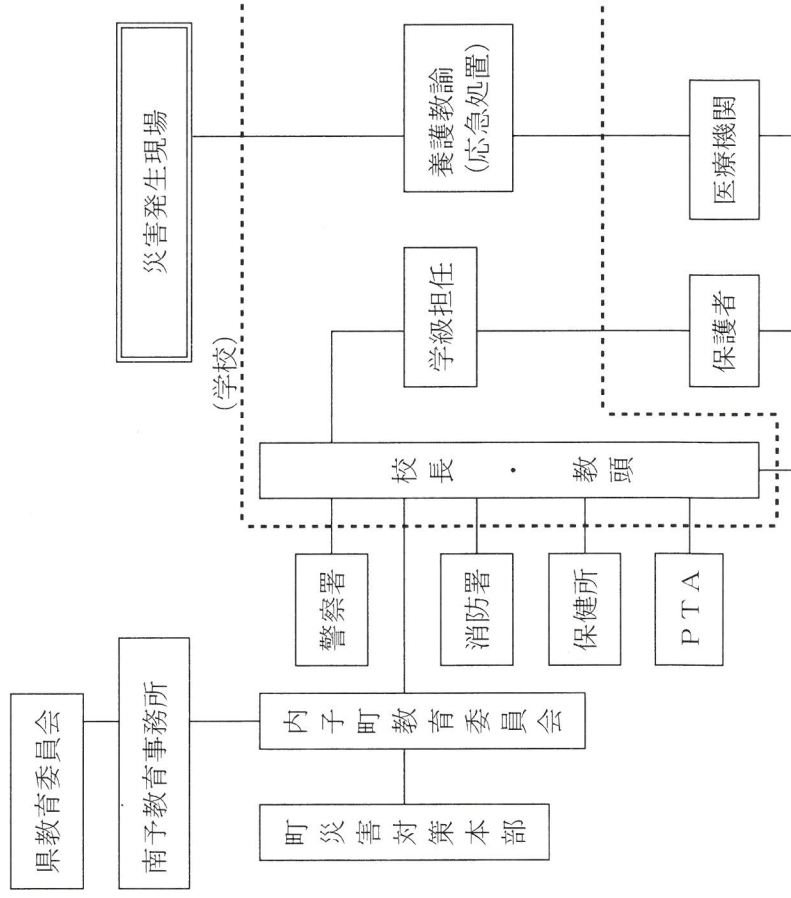 県教育委員会
南予教育事務所
町災害対策本部
内子町教育委員会
警察署
消防署
保健所
PTA
校長・教頭
(学校)
学級担任
保護者
災害発生現場
養護教諭
(応急処置)
医療機関